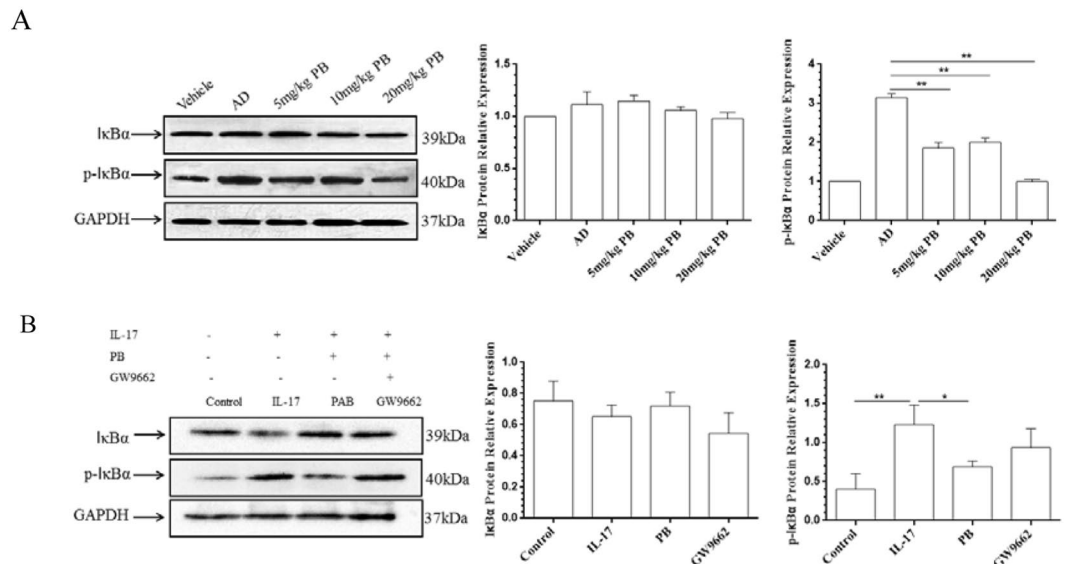 A
Vehicle
AD
5mg/kg PB
10mg/kg PB
20mg/kg PB
IκBα
39kDa
p-IκBα
40kDa
GAPDH
37kDa
IκBα Protein Relative Expression
1.5
1.0
0.5
0.0
Vehicle
AD
5mg/kg PB
10mg/kg PB
20mg/kg PB
p-IκBα Protein Relative Expression
4
3
2
1
0
**
**
**
Vehicle
AD
5mg/kg PB
10mg/kg PB
20mg/kg PB
B
IL-17 - + + +
PB - - + +
GW9662 - - - +
Control IL-17 PAB GW9662
IκBα
39kDa
p-IκBα
40kDa
GAPDH
37kDa
IκBα Protein Relative Expression
1.0
0.8
0.6
0.4
0.2
0.0
Control
IL-17
PB
GW9662
p-IκBα Protein Relative Expression
2.0
1.5
1.0
0.5
0.0
**
*
Control
IL-17
PB
GW9662